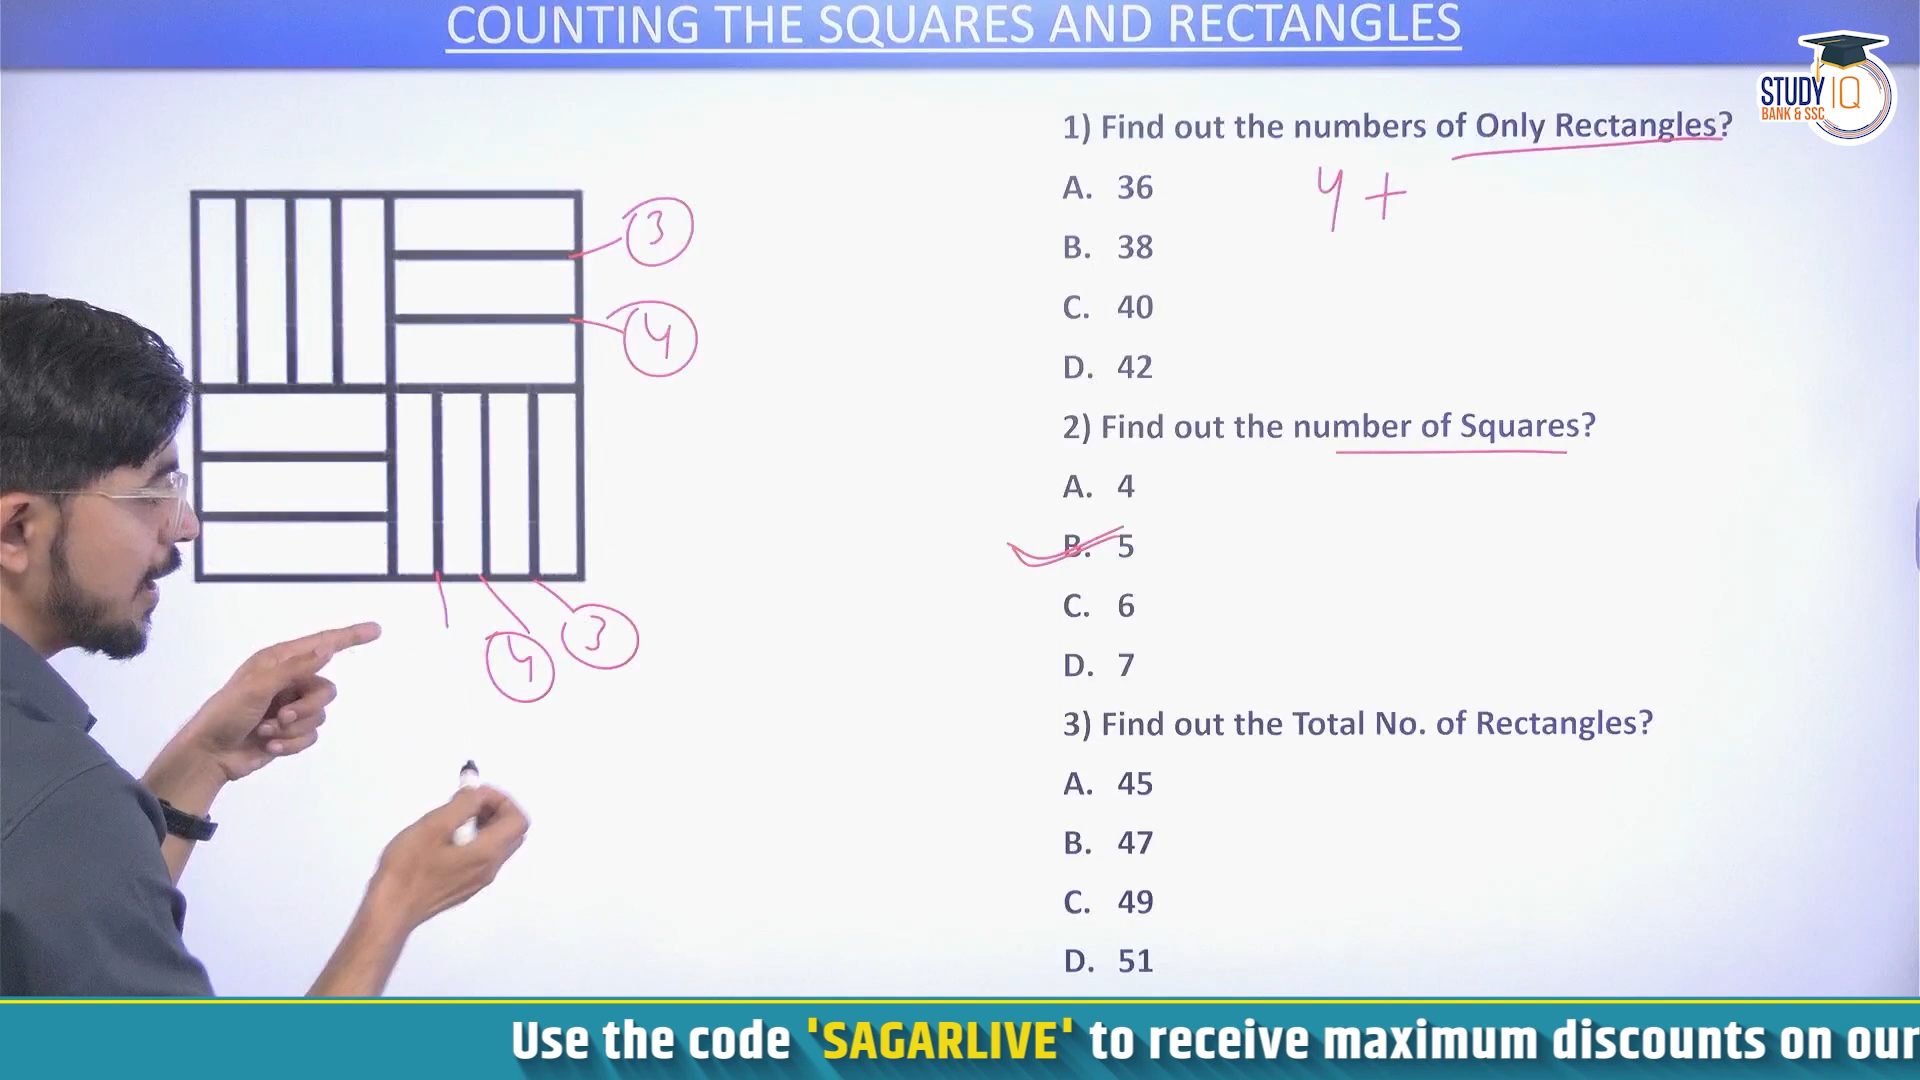 COUNTING THE SQUARES AND RECTANGLES
STUDY IQ
BANK & SSC
1) Find out the numbers of Only Rectangles?
A. 36
B. 38
C. 40
D. 42
4 +
3
4
2) Find out the number of Squares?
A. 4
B. 5
C. 6
D. 7
4
3
3) Find out the Total No. of Rectangles?
A. 45
B. 47
C. 49
D. 51
Use the code 'SAGARLIVE' to receive maximum discounts on our